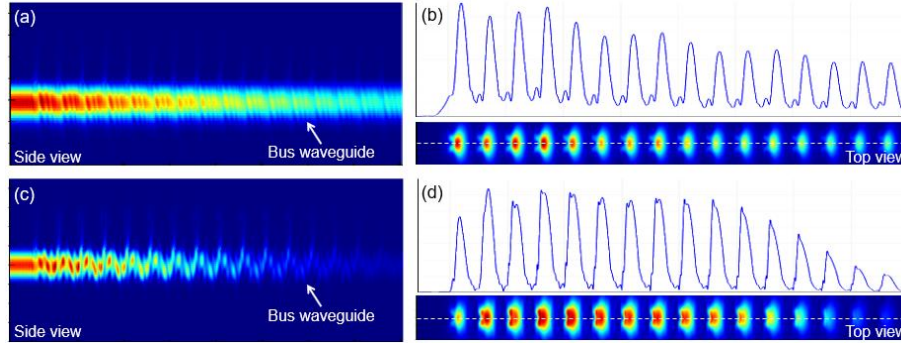 (a)
Bus waveguide
Side view
(b)
Top view
(c)
Bus waveguide
Side view
(d)
Top view